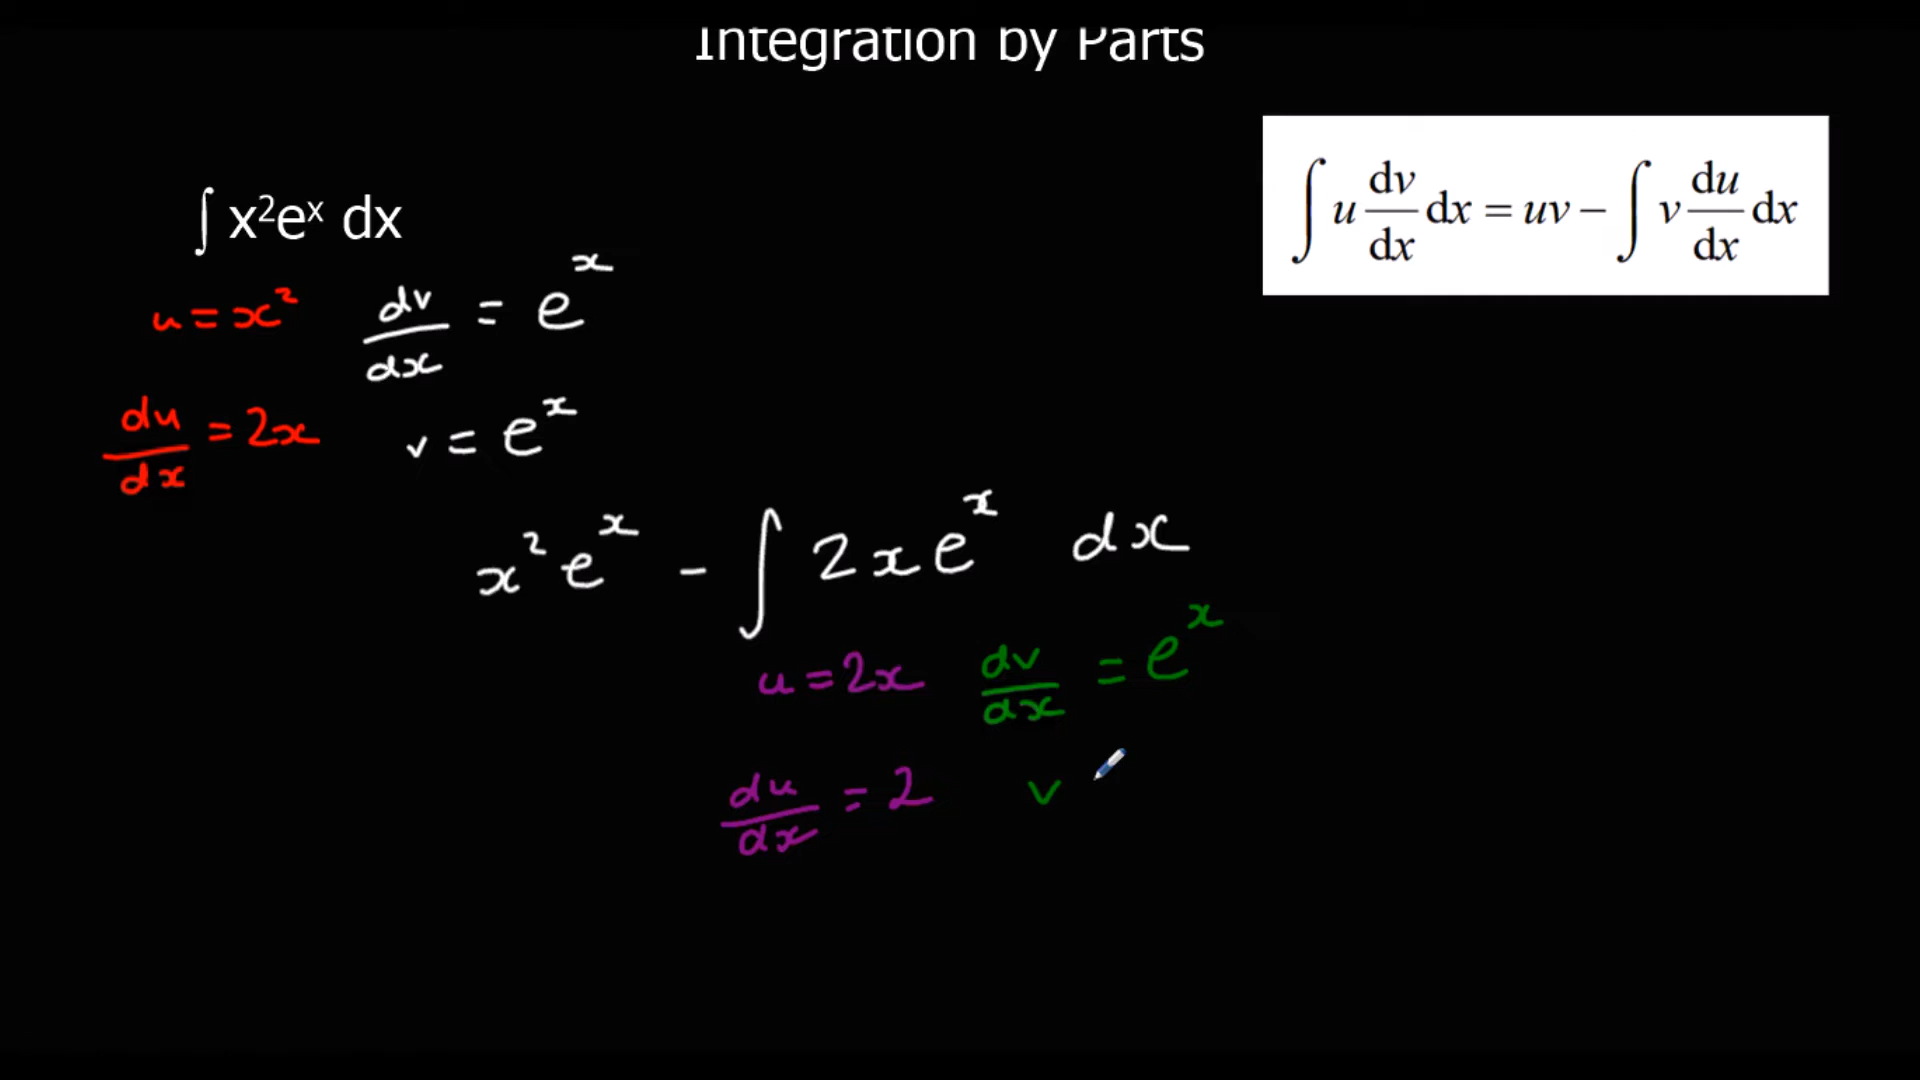 Integration by Parts
∫ u dv/dx dx = uv − ∫ v du/dx dx
∫ x²eˣ dx
u = x² dv/dx = eˣ
du/dx = 2x v = eˣ
x²eˣ - ∫ 2xeˣ dx
u = 2x dv/dx = eˣ
du/dx = 2 v